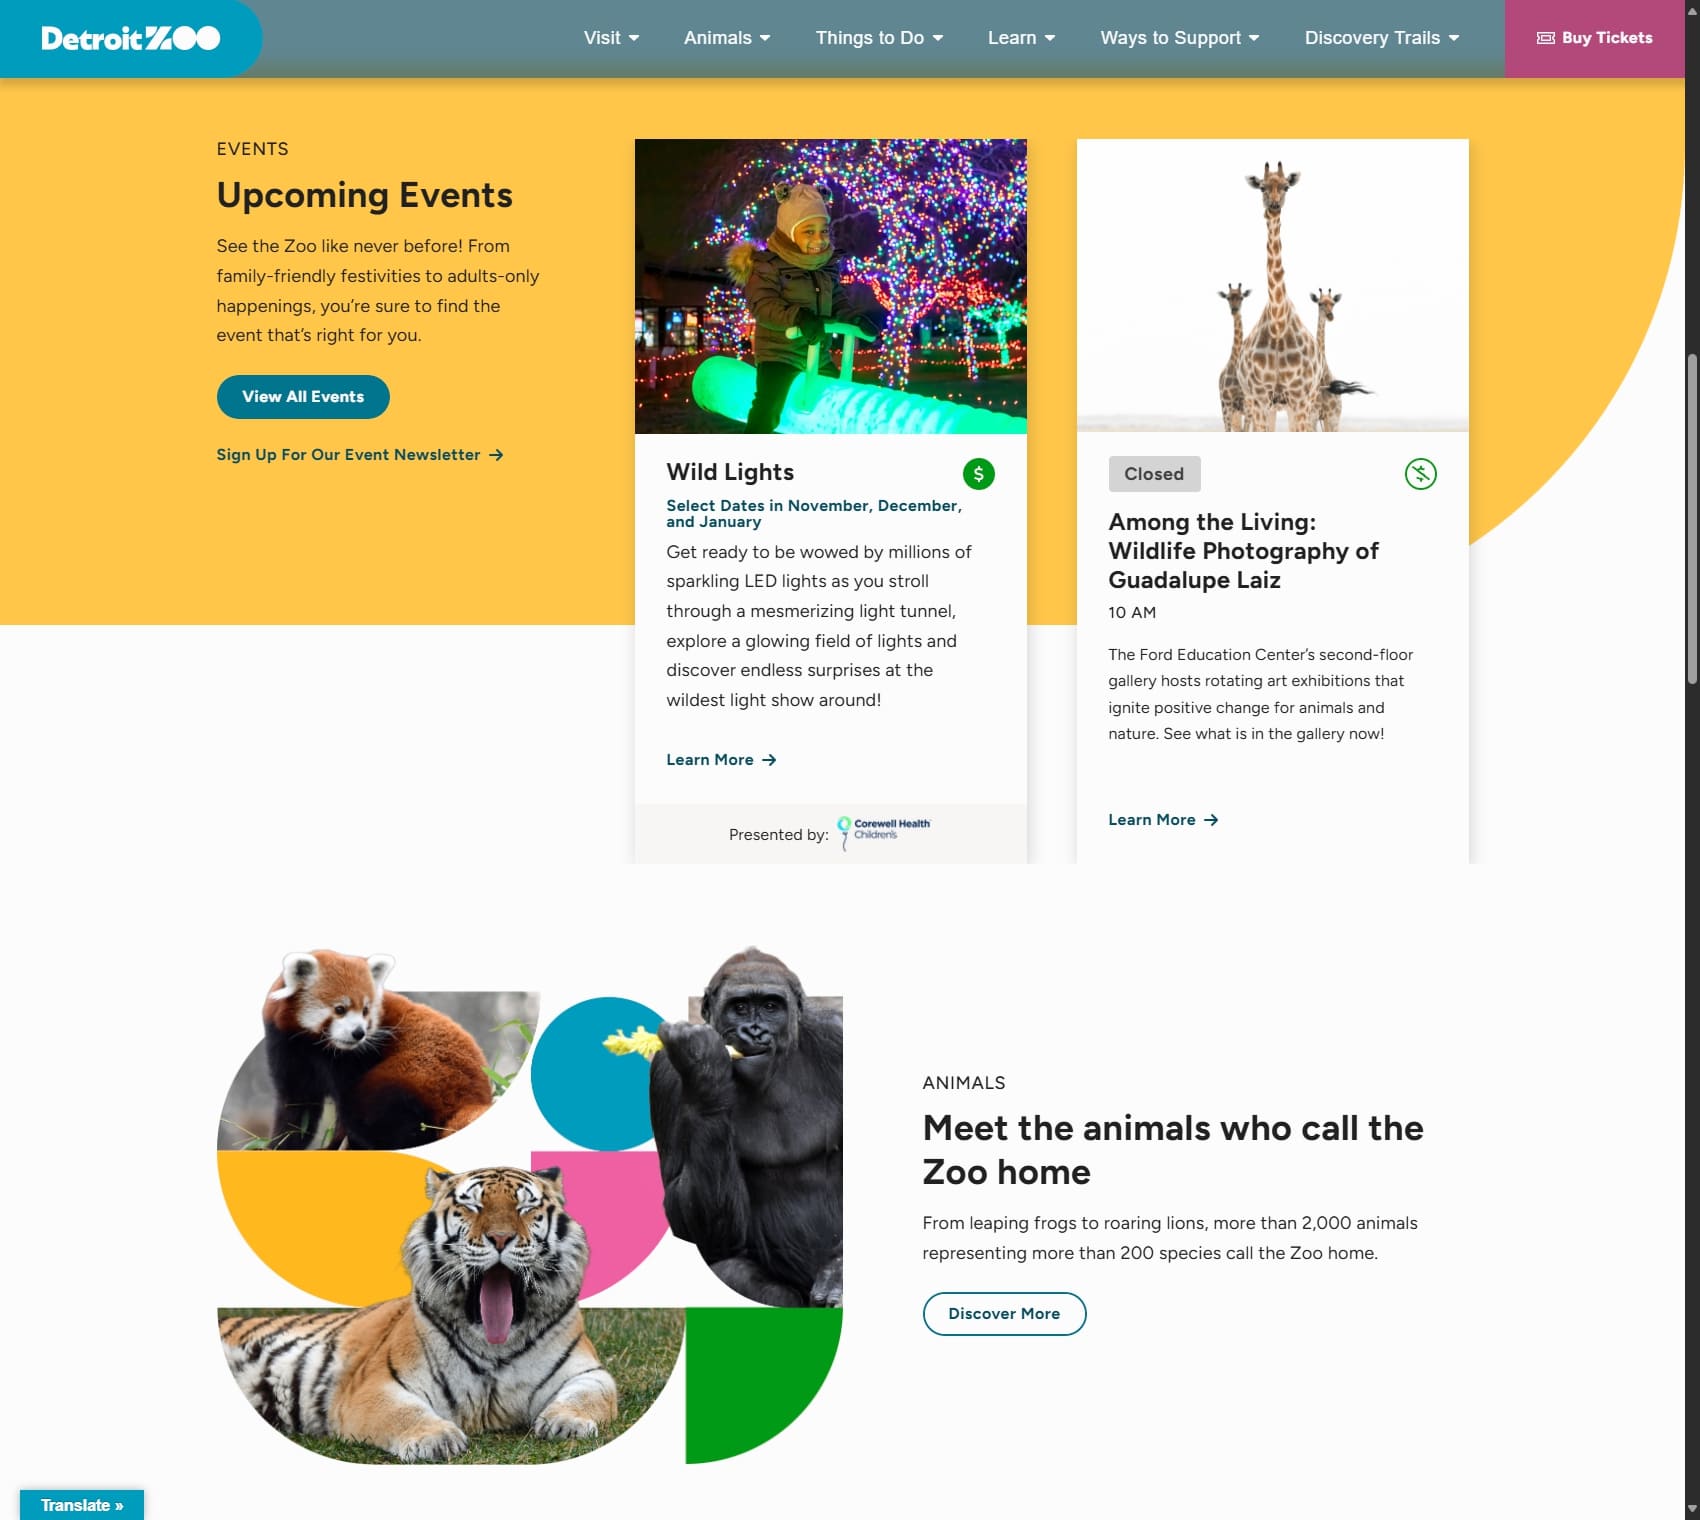 Detroit ZOO
Visit
Animals
Things to Do
Learn
Ways to Support
Discovery Trails
Buy Tickets
EVENTS
Upcoming Events
See the Zoo like never before! From
family-friendly festivities to adults-only
happenings, you’re sure to find the
event that’s right for you.
View All Events
Sign Up For Our Event Newsletter →
Wild Lights
$
Select Dates in November, December,
and January
Get ready to be wowed by millions of
sparkling LED lights as you stroll
through a mesmerizing light tunnel,
explore a glowing field of lights and
discover endless surprises at the
wildest light show around!
Learn More →
Presented by:
Corewell Health
Children's
Closed
$
Among the Living:
Wildlife Photography of
Guadalupe Laiz
10 AM
The Ford Education Center’s second-floor
gallery hosts rotating art exhibitions that
ignite positive change for animals and
nature. See what is in the gallery now!
Learn More →
ANIMALS
Meet the animals who call the
Zoo home
From leaping frogs to roaring lions, more than 2,000 animals
representing more than 200 species call the Zoo home.
Discover More
Translate »